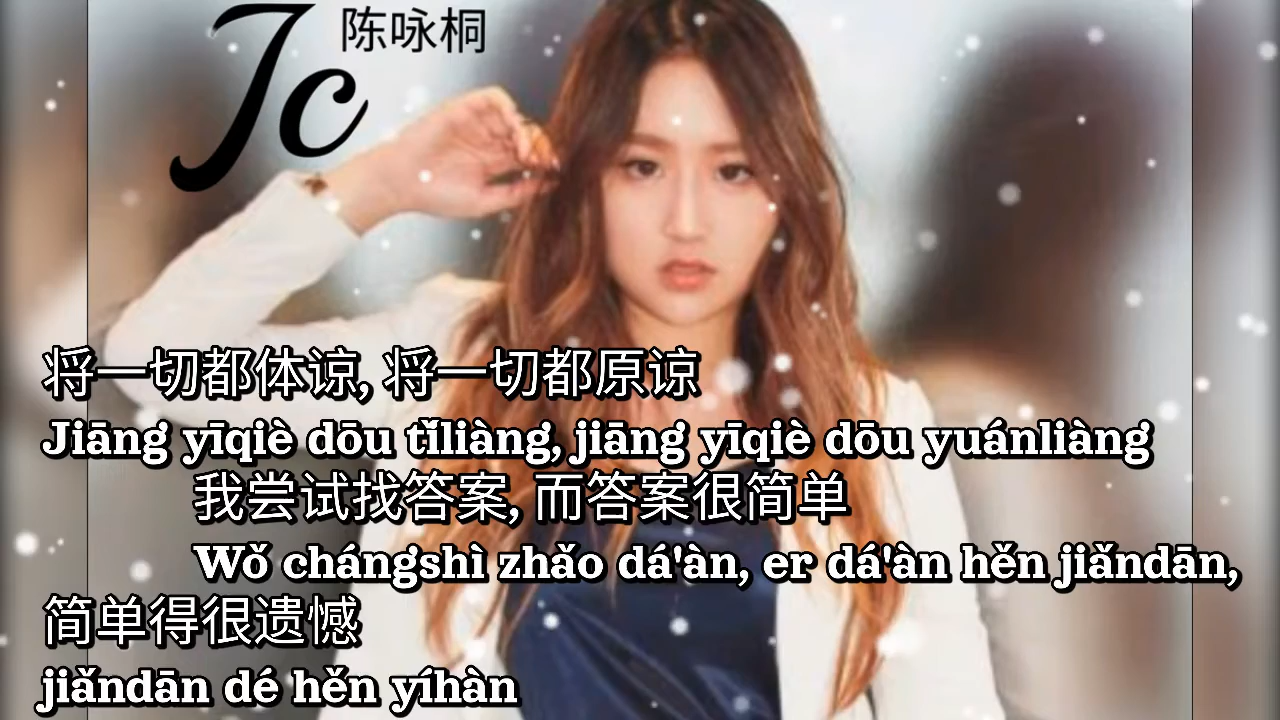 Jc
陈咏桐
将一切都体谅, 将一切都原谅
Jiāng yīqiè dōu tǐliàng, jiāng yīqiè dōu yuánliàng
我尝试找答案, 而答案很简单
Wǒ chángshì zhǎo dá'àn, er dá'àn hěn jiǎndān,
简单得很遗憾
jiǎndān dé hěn yíhàn